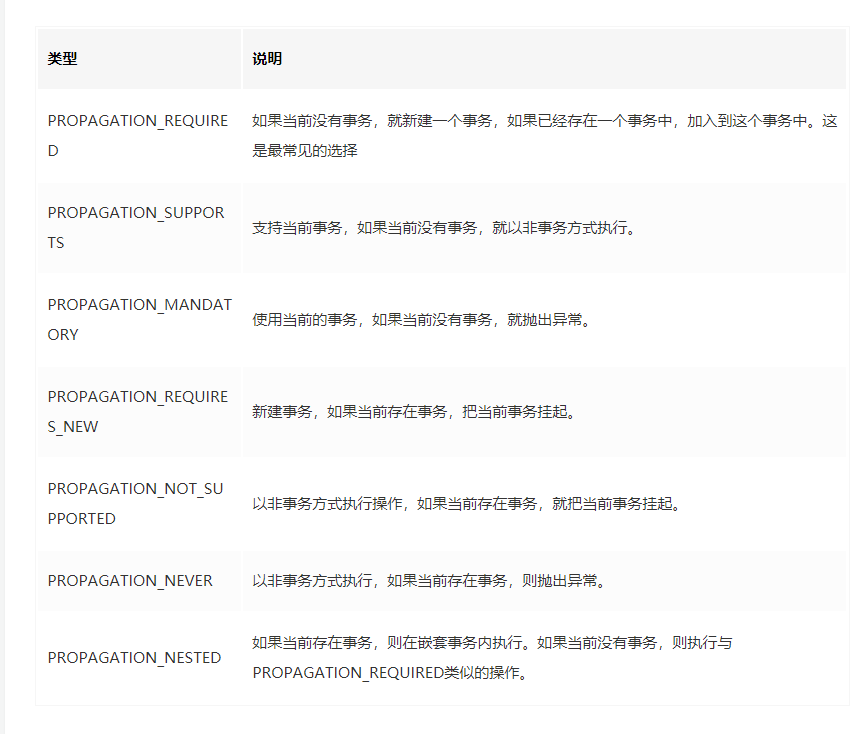 类型 说明
PROPAGATION_REQUIRE
D
如果当前没有事务，就新建一个事务，如果已经存在一个事务中，加入到这个事务中。这
是最常见的选择
PROPAGATION_SUPPOR
TS
支持当前事务，如果当前没有事务，就以非事务方式执行。
PROPAGATION_MANDAT
ORY
使用当前的事务，如果当前没有事务，就抛出异常。
PROPAGATION_REQUIRE
S_NEW
新建事务，如果当前存在事务，把当前事务挂起。
PROPAGATION_NOT_SU
PPORTED
以非事务方式执行操作，如果当前存在事务，就把当前事务挂起。
PROPAGATION_NEVER
以非事务方式执行，如果当前存在事务，则抛出异常。
PROPAGATION_NESTED
如果当前存在事务，则在嵌套事务内执行。如果当前没有事务，则执行与
PROPAGATION_REQUIRED类似的操作。